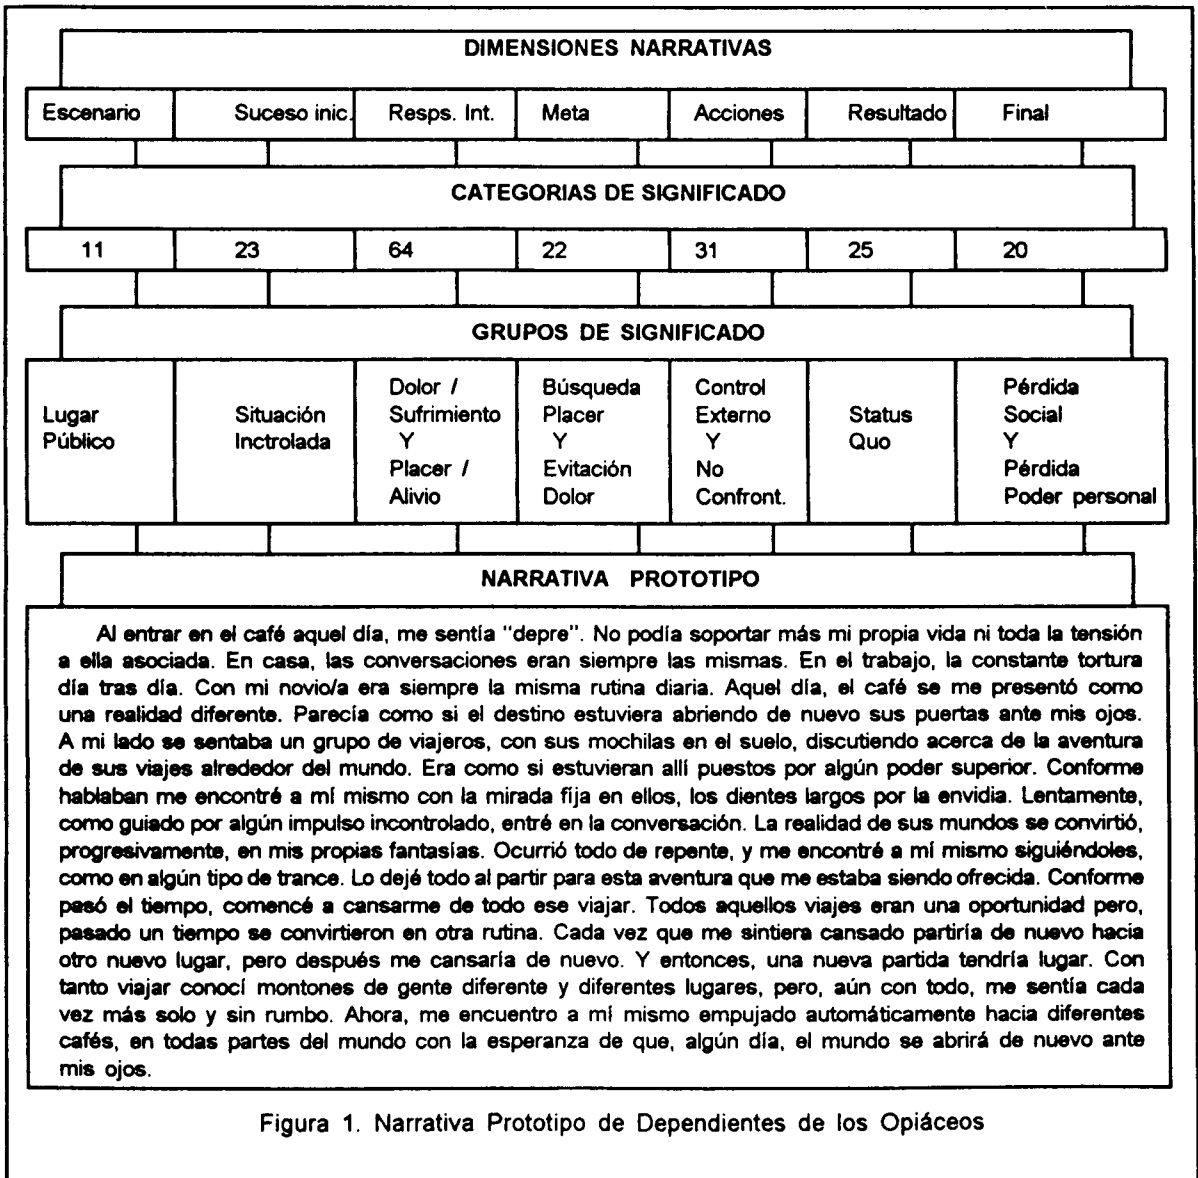 DIMENSIONES NARRATIVAS
Escenario Suceso inic. Resps. Int. Meta Acciones Resultado Final
CATEGORIAS DE SIGNIFICADO
11 23 64 22 31 25 20
GRUPOS DE SIGNIFICADO
Lugar
Público
Situación
Inctrolada
Dolor /
Sufrimiento
Y
Placer /
Alivio
Búsqueda
Placer
Y
Evitación
Dolor
Control
Externo
Y
No
Confront.
Status
Quo
Pérdida
Social
Y
Pérdida
Poder personal
NARRATIVA PROTOTIPO
Al entrar en el café aquel día, me sentía "depre". No podía soportar más mi propia vida ni toda la tensión
a ella asociada. En casa, las conversaciones eran siempre las mismas. En el trabajo, la constante tortura
día tras día. Con mi novio/a era siempre la misma rutina diaria. Aquel día, el café se me presentó como
una realidad diferente. Parecía como si el destino estuviera abriendo de nuevo sus puertas ante mis ojos.
A mi lado se sentaba un grupo de viajeros, con sus mochilas en el suelo, discutiendo acerca de la aventura
de sus viajes alrededor del mundo. Era como si estuvieran allí puestos por algún poder superior. Conforme
hablaban me encontré a mí mismo con la mirada fija en ellos, los dientes largos por la envidia. Lentamente,
como guiado por algún impulso incontrolado, entré en la conversación. La realidad de sus mundos se convirtió,
progresivamente, en mis propias fantasías. Ocurrió todo de repente, y me encontré a mí mismo siguiéndoles,
como en algún tipo de trance. Lo dejé todo al partir para esta aventura que me estaba siendo ofrecida. Conforme
pasó el tiempo, comencé a cansarme de todo ese viajar. Todos aquellos viajes eran una oportunidad pero,
pasado un tiempo se convirtieron en otra rutina. Cada vez que me sintiera cansado partiría de nuevo hacia
otro nuevo lugar, pero después me cansaría de nuevo. Y entonces, una nueva partida tendría lugar. Con
tanto viajar conocí montones de gente diferente y diferentes lugares, pero, aún con todo, me sentía cada
vez más solo y sin rumbo. Ahora, me encuentro a mí mismo empujado automáticamente hacia diferentes
cafés, en todas partes del mundo con la esperanza de que, algún día, el mundo se abrirá de nuevo ante
mis ojos.
Figura 1. Narrativa Prototipo de Dependientes de los Opiáceos